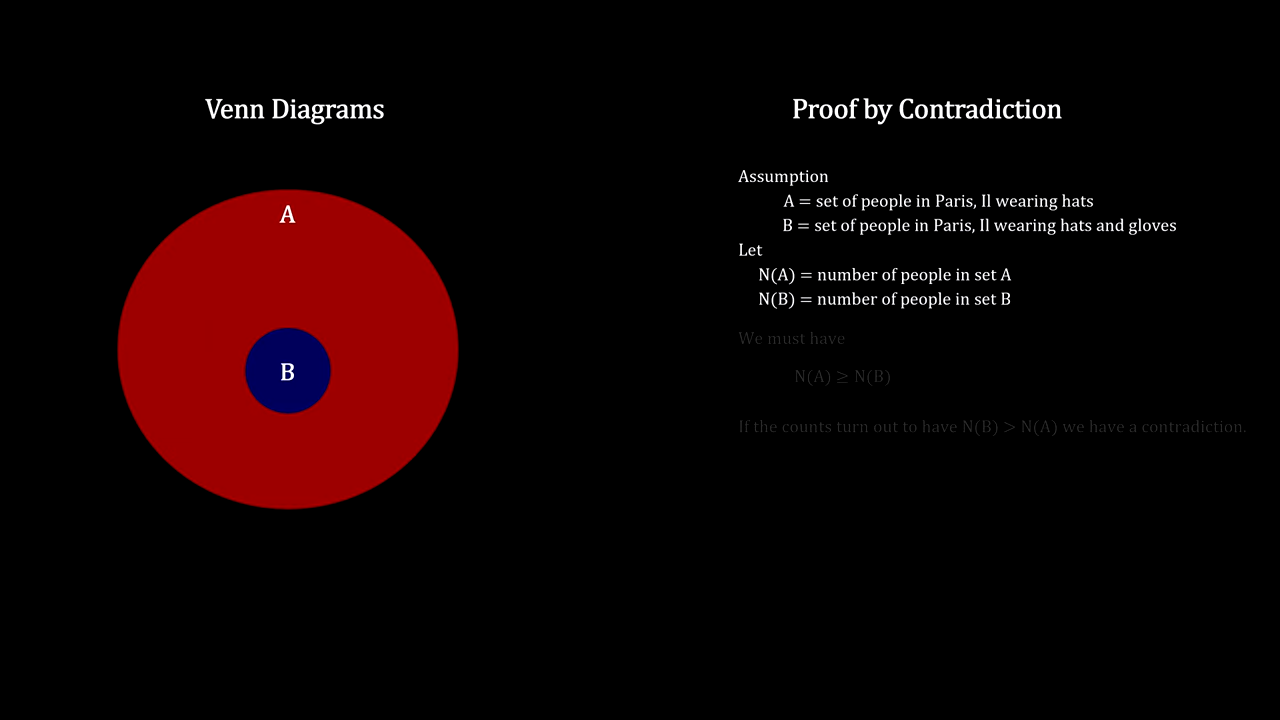 Venn Diagrams
A
B
Proof by Contradiction
Assumption
A = set of people in Paris, Il wearing hats
B = set of people in Paris, Il wearing hats and gloves
Let
N(A) = number of people in set A
N(B) = number of people in set B
We must have
N(A) ≥ N(B)
If the counts turn out to have N(B) > N(A) we have a contradiction.